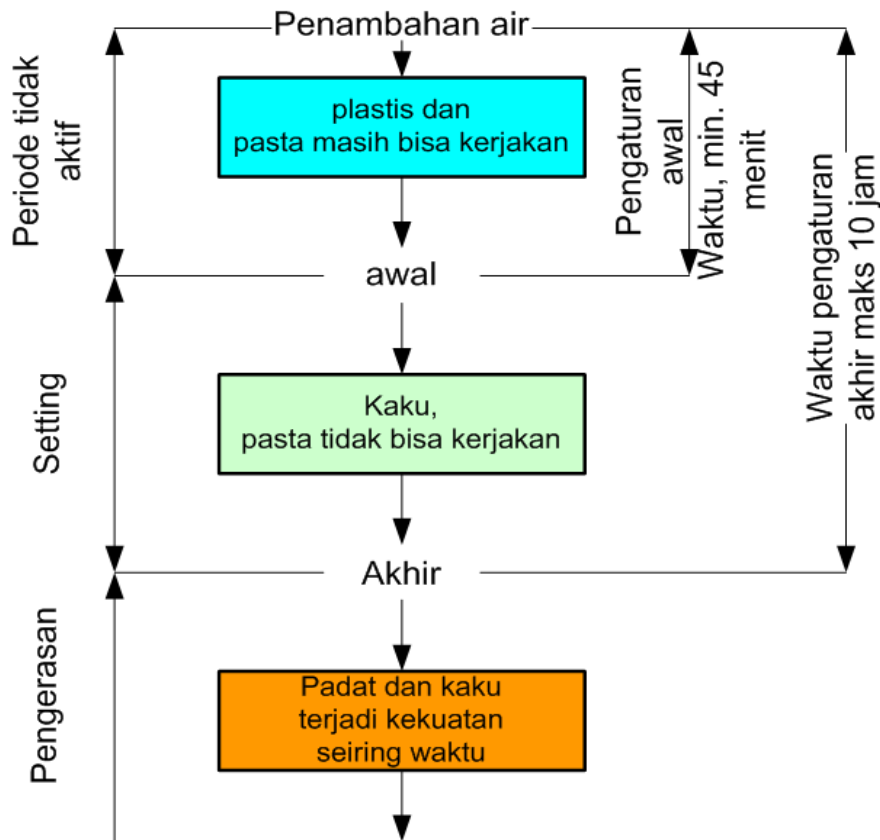 Penambahan air
Periode tidak
aktif
plastis dan
pasta masih bisa kerjakan
Pengaturan
awal
Waktu, min. 45
menit
Waktu pengaturan
akhir maks 10 jam
awal
Setting
Kaku,
pasta tidak bisa kerjakan
Akhir
Pengerasan
Padat dan kaku
terjadi kekuatan
seiring waktu